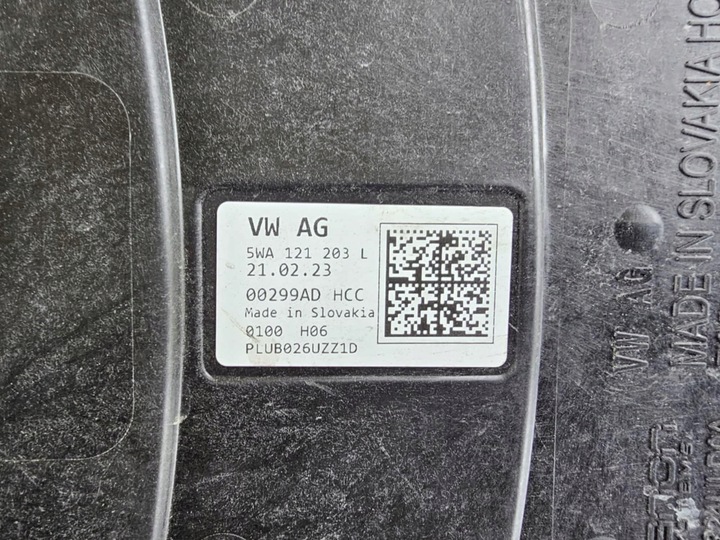 VW AG
5WA 121 203 L
21.02.23
00299AD HCC
Made in Slovakia
0100 H06
PLUB026UZZ1D
VW AG
MADE IN SLOVAKIA